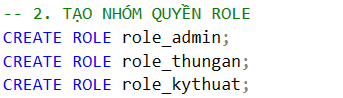 -- 2. TẠO NHÓM QUYỀN ROLE
CREATE ROLE role_admin;
CREATE ROLE role_thungan;
CREATE ROLE role_kythuat;